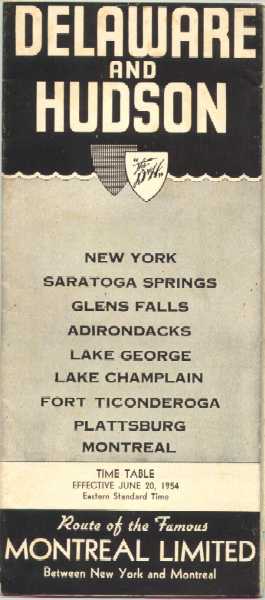 DELAWARE
AND
HUDSON
"The
D&H"
NEW YORK
SARATOGA SPRINGS
GLENS FALLS
ADIRONDACKS
LAKE GEORGE
LAKE CHAMPLAIN
FORT TICONDEROGA
PLATTSBURG
MONTREAL
TIME TABLE
EFFECTIVE JUNE 20, 1954
Eastern Standard Time
Route of the Famous
MONTREAL LIMITED
Between New York and Montreal